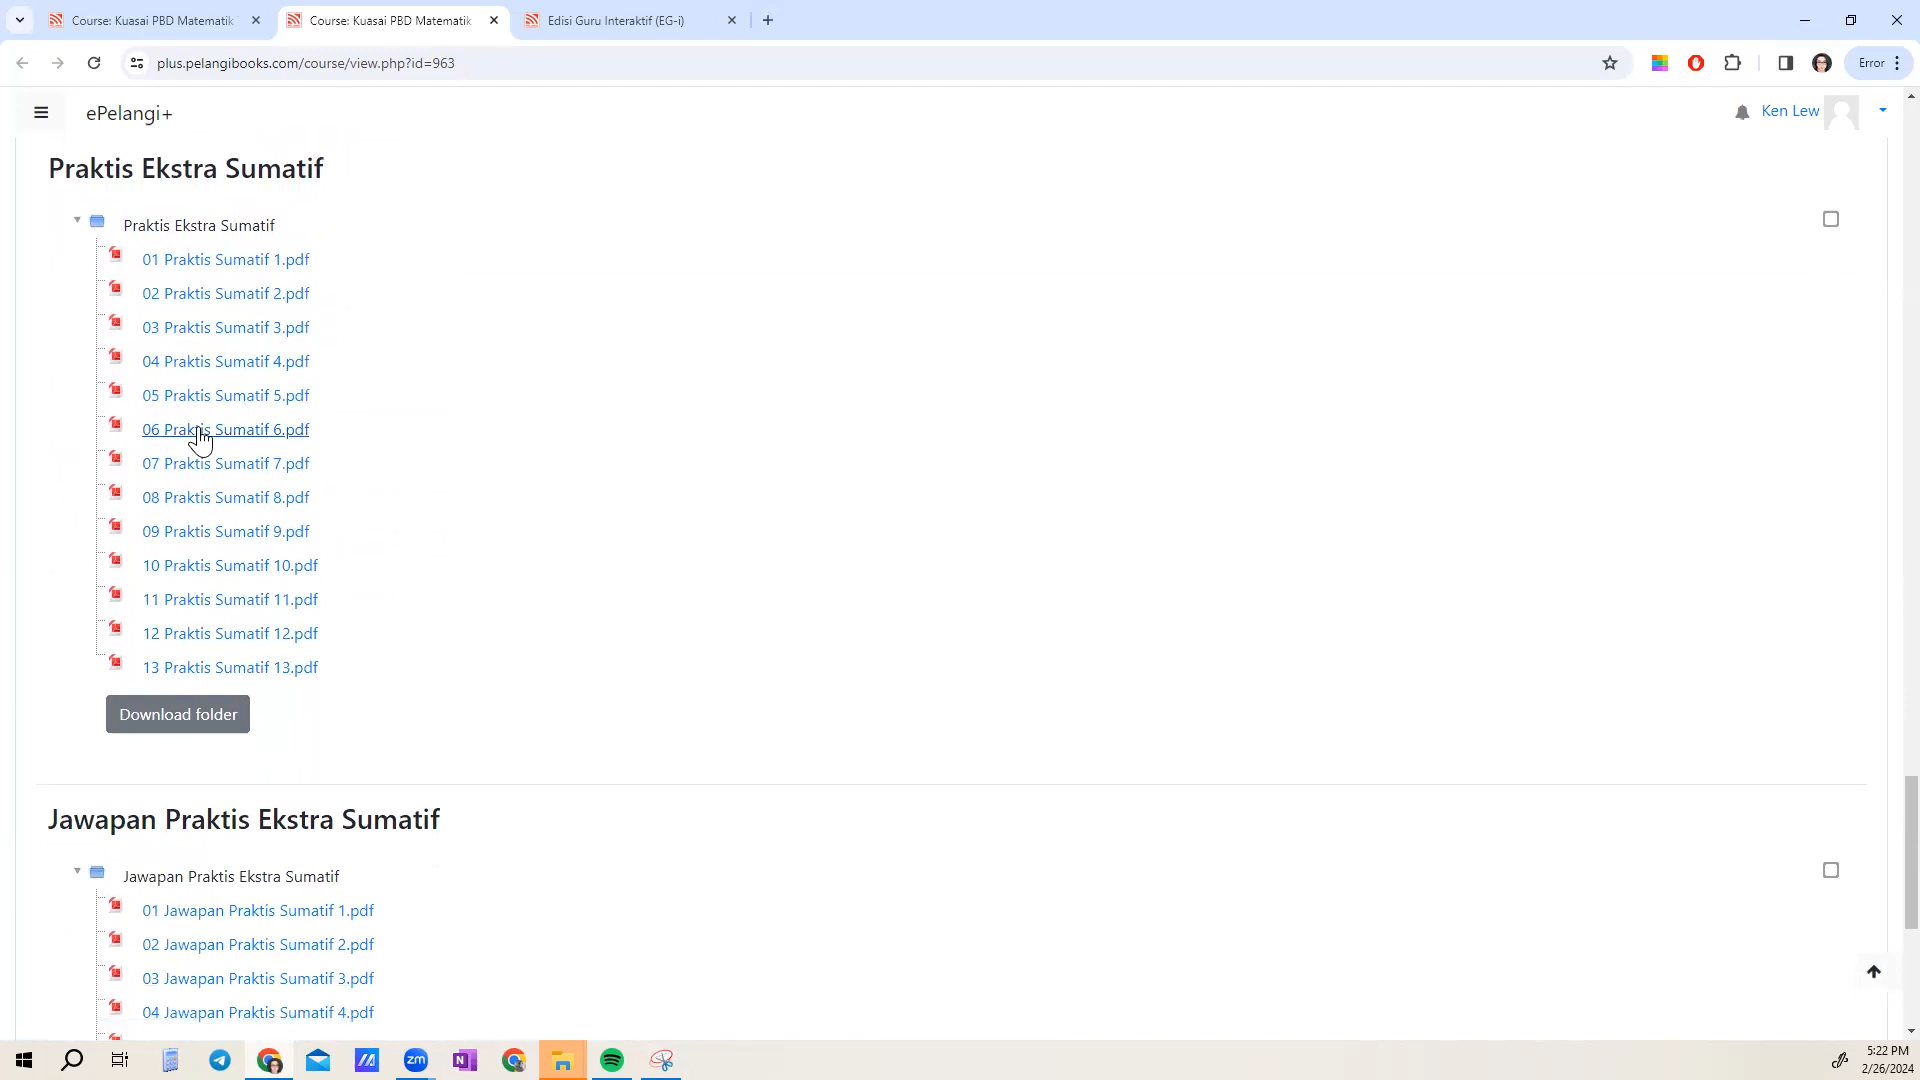 Course: Kuasai PBD Matematik
Course: Kuasai PBD Matematik
Edisi Guru Interaktif (EG-i)
plus.pelangibooks.com/course/view.php?id=963
Error
ePelangi+
Ken Lew
Praktis Ekstra Sumatif
Praktis Ekstra Sumatif
01 Praktis Sumatif 1.pdf
02 Praktis Sumatif 2.pdf
03 Praktis Sumatif 3.pdf
04 Praktis Sumatif 4.pdf
05 Praktis Sumatif 5.pdf
06 Praktis Sumatif 6.pdf
07 Praktis Sumatif 7.pdf
08 Praktis Sumatif 8.pdf
09 Praktis Sumatif 9.pdf
10 Praktis Sumatif 10.pdf
11 Praktis Sumatif 11.pdf
12 Praktis Sumatif 12.pdf
13 Praktis Sumatif 13.pdf
Download folder
Jawapan Praktis Ekstra Sumatif
Jawapan Praktis Ekstra Sumatif
01 Jawapan Praktis Sumatif 1.pdf
02 Jawapan Praktis Sumatif 2.pdf
03 Jawapan Praktis Sumatif 3.pdf
04 Jawapan Praktis Sumatif 4.pdf
zm
N
5:22 PM
2/26/2024